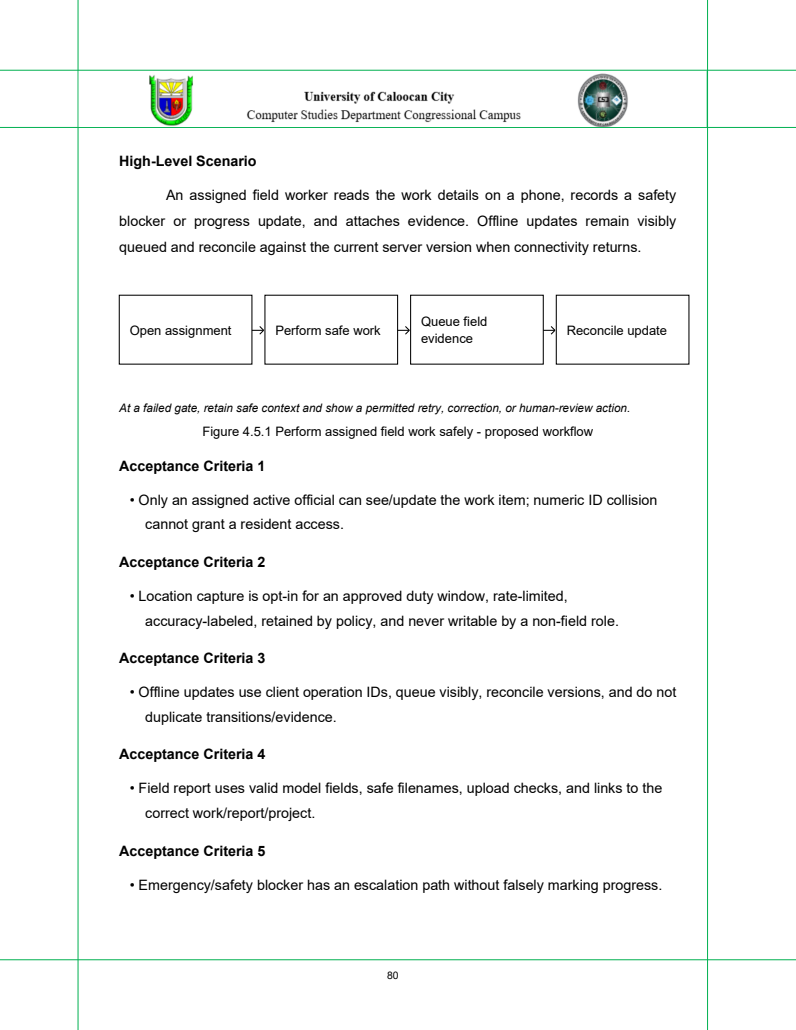 University of Caloocan City
Computer Studies Department Congressional Campus
High-Level Scenario
An assigned field worker reads the work details on a phone, records a safety
blocker or progress update, and attaches evidence. Offline updates remain visibly
queued and reconcile against the current server version when connectivity returns.
Open assignment
Perform safe work
Queue field
evidence
Reconcile update
At a failed gate, retain safe context and show a permitted retry, correction, or human-review action.
Figure 4.5.1 Perform assigned field work safely - proposed workflow
Acceptance Criteria 1
• Only an assigned active official can see/update the work item; numeric ID collision
cannot grant a resident access.
Acceptance Criteria 2
• Location capture is opt-in for an approved duty window, rate-limited,
accuracy-labeled, retained by policy, and never writable by a non-field role.
Acceptance Criteria 3
• Offline updates use client operation IDs, queue visibly, reconcile versions, and do not
duplicate transitions/evidence.
Acceptance Criteria 4
• Field report uses valid model fields, safe filenames, upload checks, and links to the
correct work/report/project.
Acceptance Criteria 5
• Emergency/safety blocker has an escalation path without falsely marking progress.
80